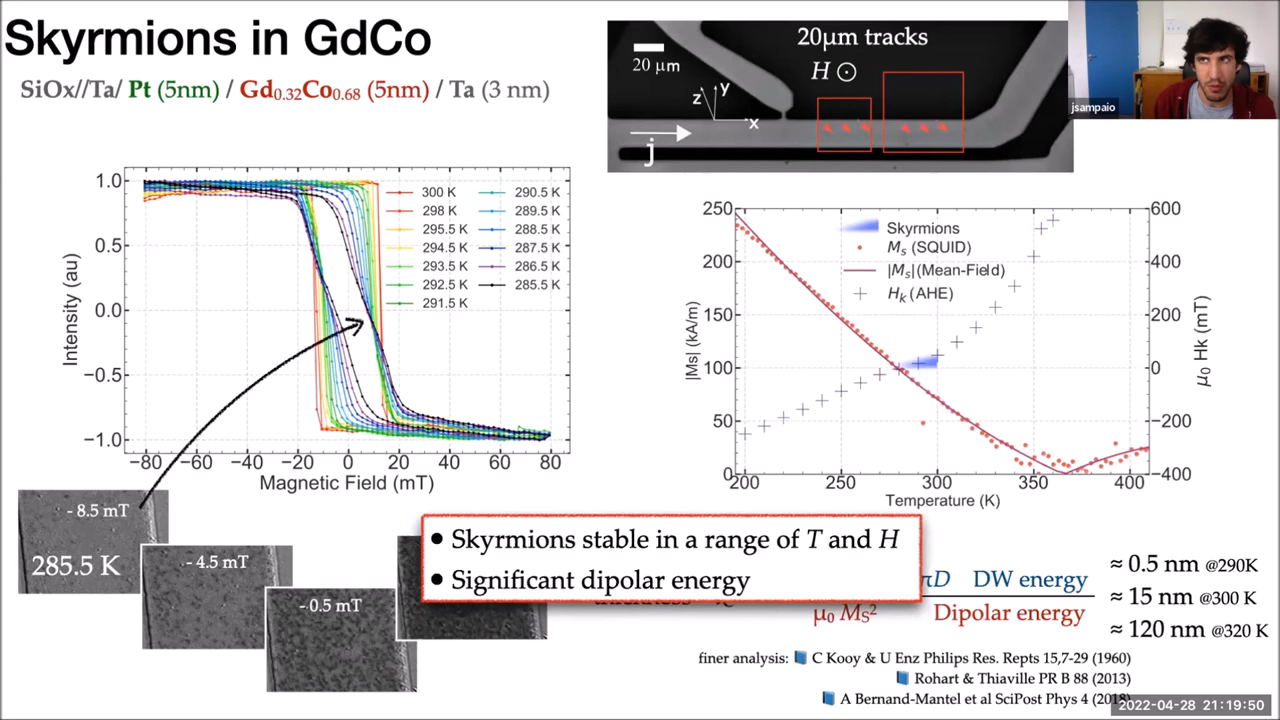 Skyrmions in GdCo
SiOx//Ta/ Pt (5nm) / Gd0.32Co0.68 (5nm) / Ta (3 nm)
20 μm
20μm tracks
H ⊙
z
y
x
j
jsampaio
1.0
0.5
0.0
−0.5
−1.0
Intensity (au)
−80 −60 −40 −20 0 20 40 60 80
Magnetic Field (mT)
300 K
298 K
295.5 K
294.5 K
293.5 K
292.5 K
291.5 K
290.5 K
289.5 K
288.5 K
287.5 K
286.5 K
285.5 K
250
200
150
100
50
0
|Ms| (kA/m)
Skyrmions
Ms (SQUID)
|Ms|(Mean-Field)
Hk (AHE)
600
400
200
0
−200
−400
μ0 Hk (mT)
200 250 300 350 400
Temperature (K)
- 8.5 mT
285.5 K
- 4.5 mT
- 0.5 mT
• Skyrmions stable in a range of T and H
• Significant dipolar energy
πD DW energy
μ0 MS2 Dipolar energy
≈ 0.5 nm @290K
≈ 15 nm @300 K
≈ 120 nm @320 K
finer analysis: C Kooy & U Enz Philips Res. Repts 15,7-29 (1960)
Rohart & Thiaville PR B 88 (2013)
A Bernand-Mantel et al SciPost Phys 4 (2018)
2022-04-28 21:19:50